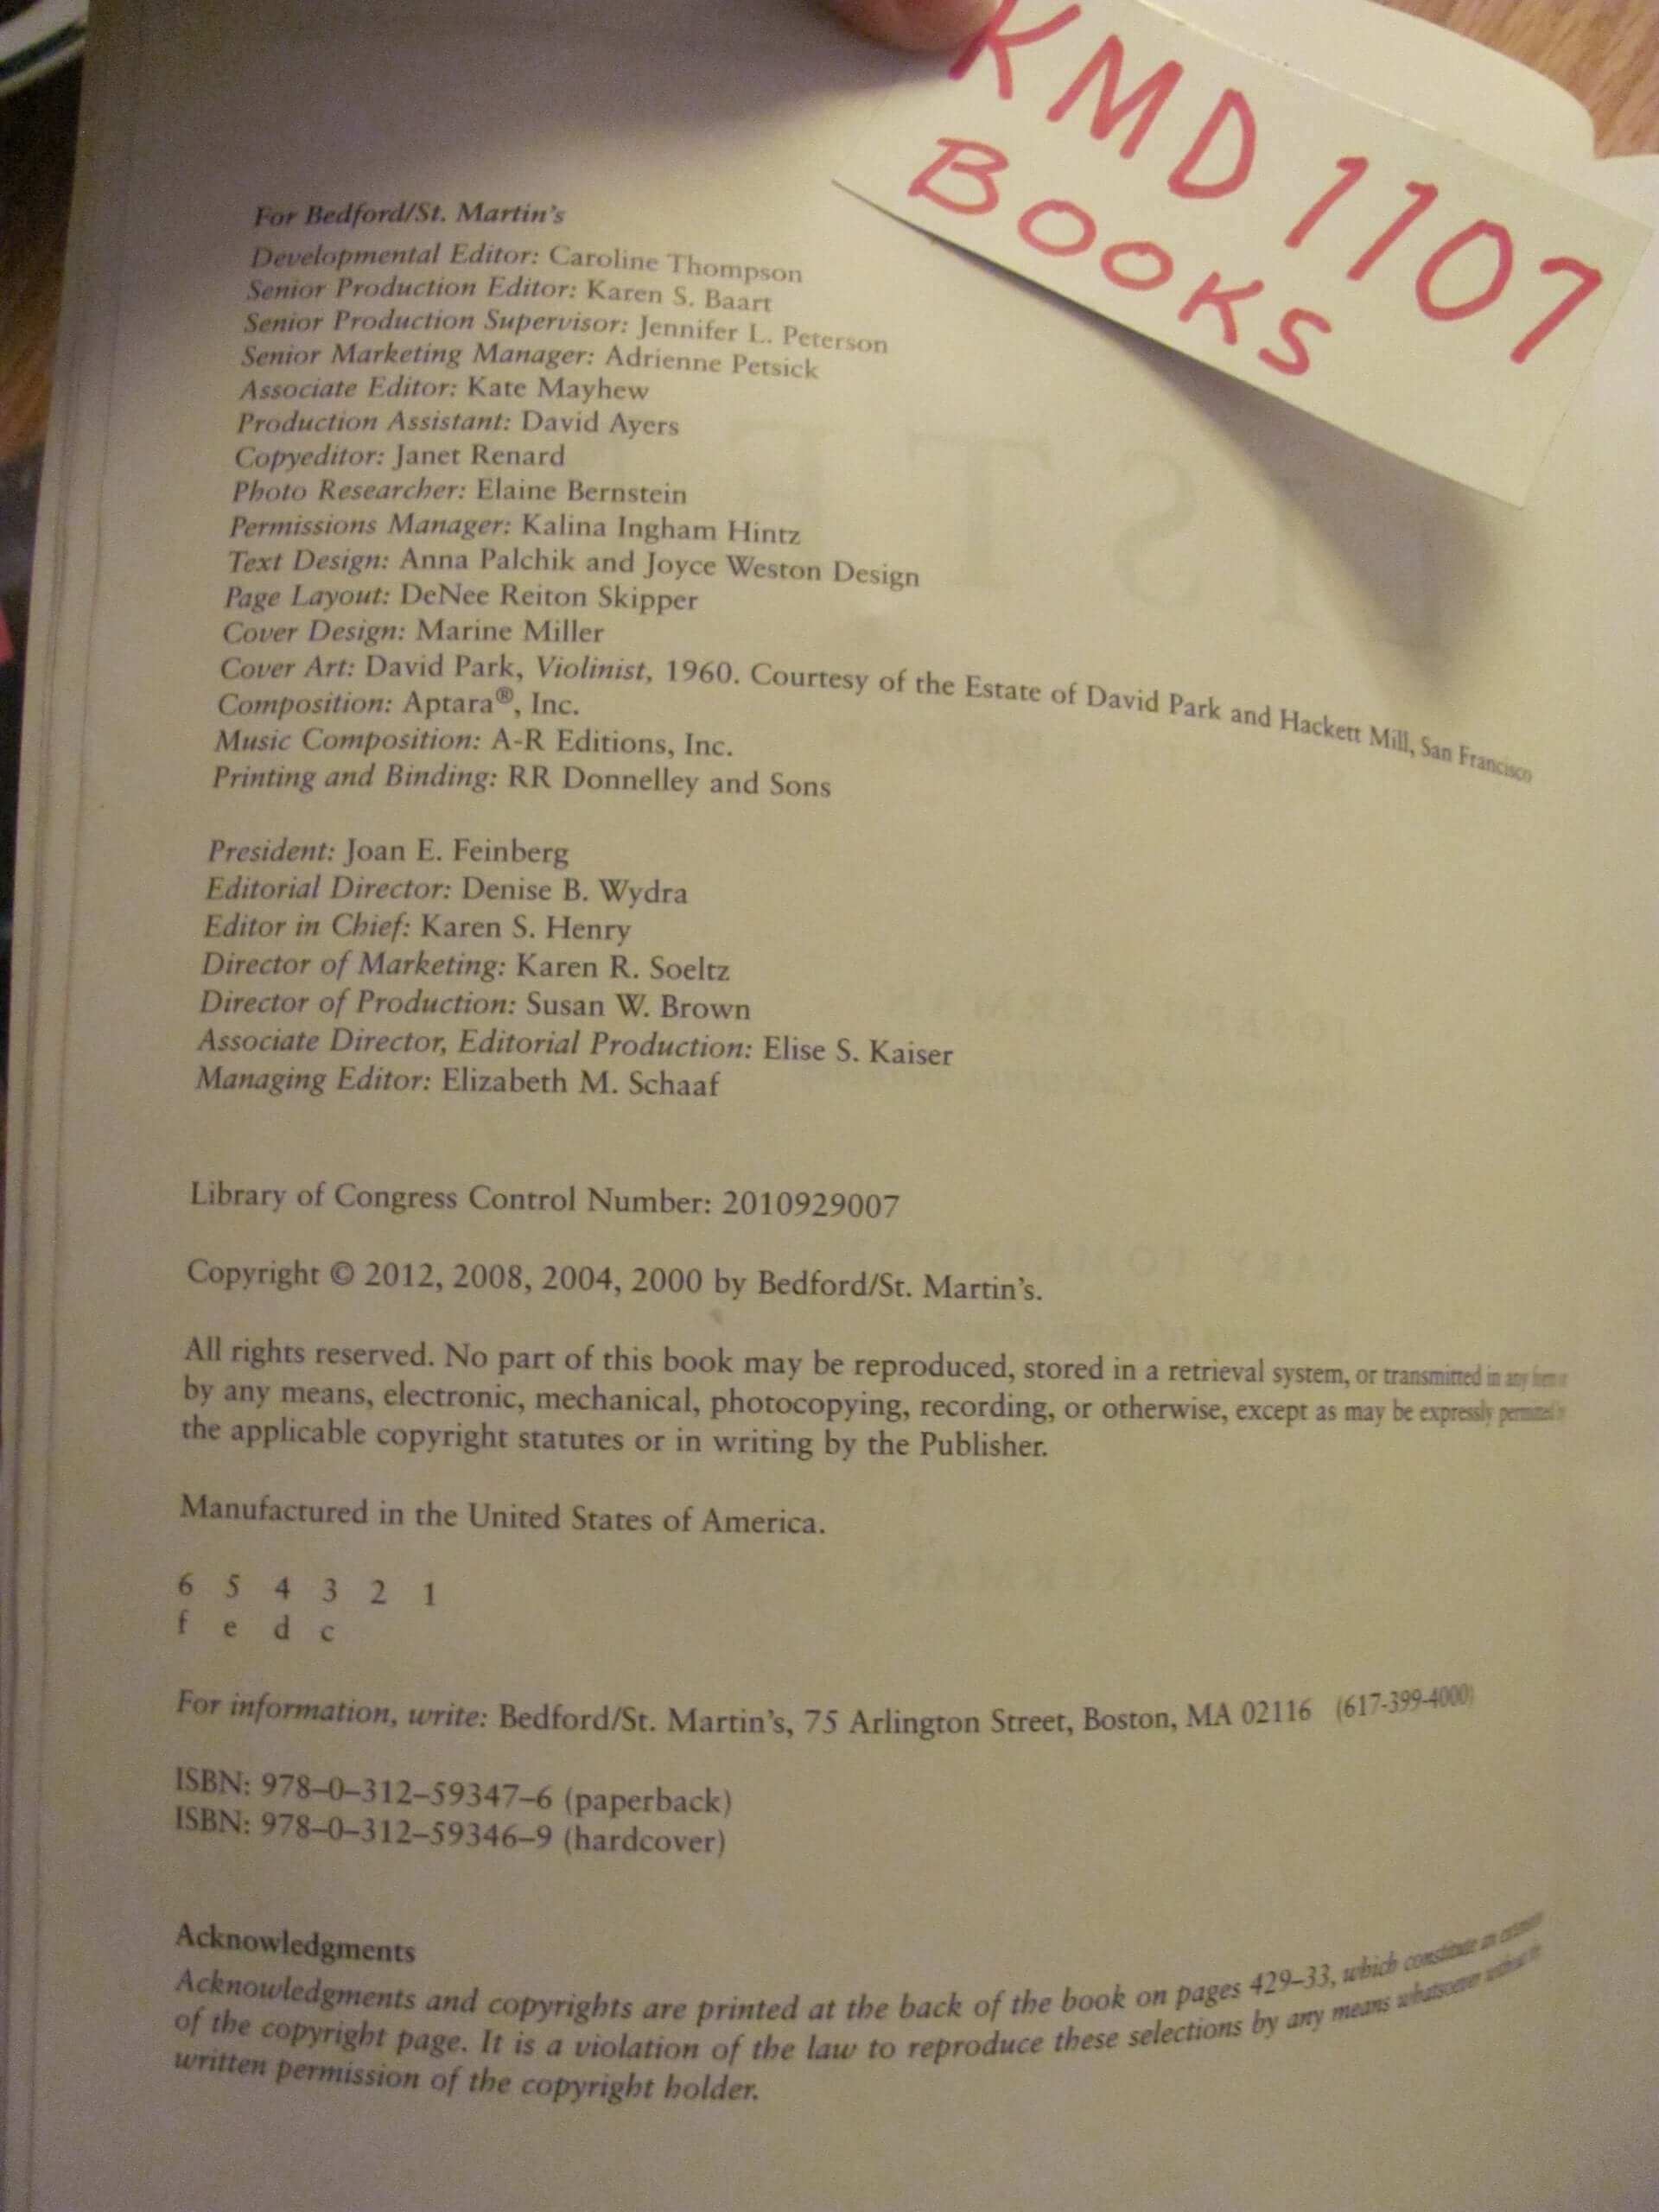 KMD 1107
BOOKS
For Bedford/St. Martin's
Developmental Editor: Caroline Thompson
Senior Production Editor: Karen S. Baart
Senior Production Supervisor: Jennifer L. Peterson
Senior Marketing Manager: Adrienne Petsick
Associate Editor: Kate Mayhew
Production Assistant: David Ayers
Copyeditor: Janet Renard
Photo Researcher: Elaine Bernstein
Permissions Manager: Kalina Ingham Hintz
Text Design: Anna Palchik and Joyce Weston Design
Page Layout: DeNee Reiton Skipper
Cover Design: Marine Miller
Cover Art: David Park, Violinist, 1960. Courtesy of the Estate of David Park and Hackett Mill, San Francisco
Composition: Aptara®, Inc.
Music Composition: A-R Editions, Inc.
Printing and Binding: RR Donnelley and Sons
President: Joan E. Feinberg
Editorial Director: Denise B. Wydra
Editor in Chief: Karen S. Henry
Director of Marketing: Karen R. Soeltz
Director of Production: Susan W. Brown
Associate Director, Editorial Production: Elise S. Kaiser
Managing Editor: Elizabeth M. Schaaf
Library of Congress Control Number: 2010929007
Copyright © 2012, 2008, 2004, 2000 by Bedford/St. Martin's.
All rights reserved. No part of this book may be reproduced, stored in a retrieval system, or transmitted in any
by any means, electronic, mechanical, photocopying, recording, or otherwise, except as may be expressly
the applicable copyright statutes or in writing by the Publisher.
Manufactured in the United States of America.
6 5 4 3 2 1
f e d c
For information, write: Bedford/St. Martin's, 75 Arlington Street, Boston, MA 02116 (617-399-4000)
ISBN: 978–0–312–59347–6 (paperback)
ISBN: 978–0–312–59346–9 (hardcover)
Acknowledgments
Acknowledgments and copyrights are printed at the back of the book on pages 429–33, which constitute an
of the copyright page. It is a violation of the law to reproduce these selections by any means whatsoever
written permission of the copyright holder.